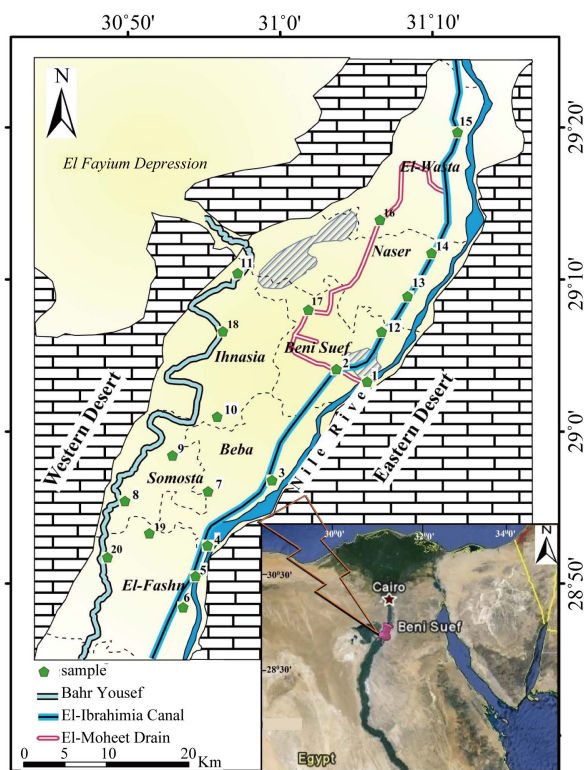 30°50' 31°0' 31°10'
N
29°20'
15
El-Wasta
El Fayium Depression
16
Naser
14
11
29°10'
13
17
12
18
Ihnasia
Beni Suef
2
1
10
Western Desert
Nile Rive
Eastern Desert
29°0'
9
Beba
Somosta
3
7
8
4
19
20
5
El-Fashn
6
28°50'
30°0' 32°0' 34°0'
N
30°30'
Cairo
Beni Suef
28°30'
Egypt
sample
Bahr Yousef
El-Ibrahimia Canal
El-Moheet Drain
0 5 10 20
Km